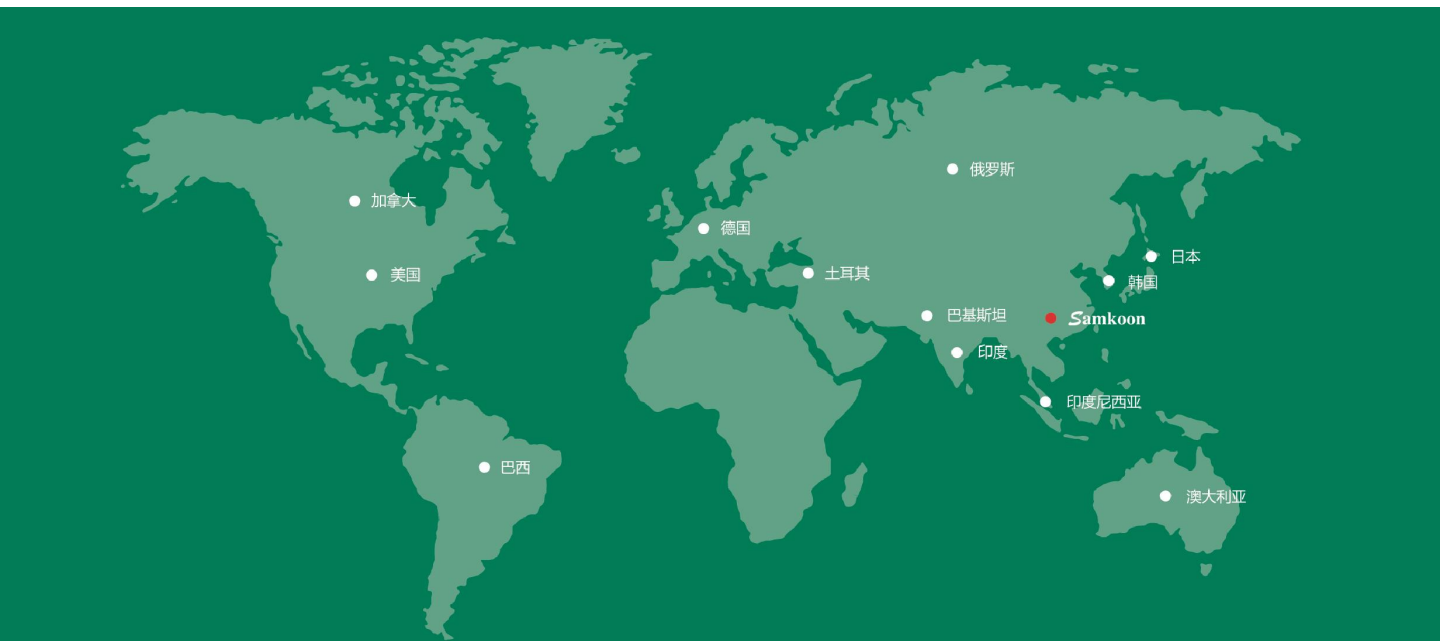 俄罗斯
加拿大
德国
日本
美国
土耳其
韩国
巴基斯坦
Samkoon
印度
印度尼西亚
巴西
澳大利亚